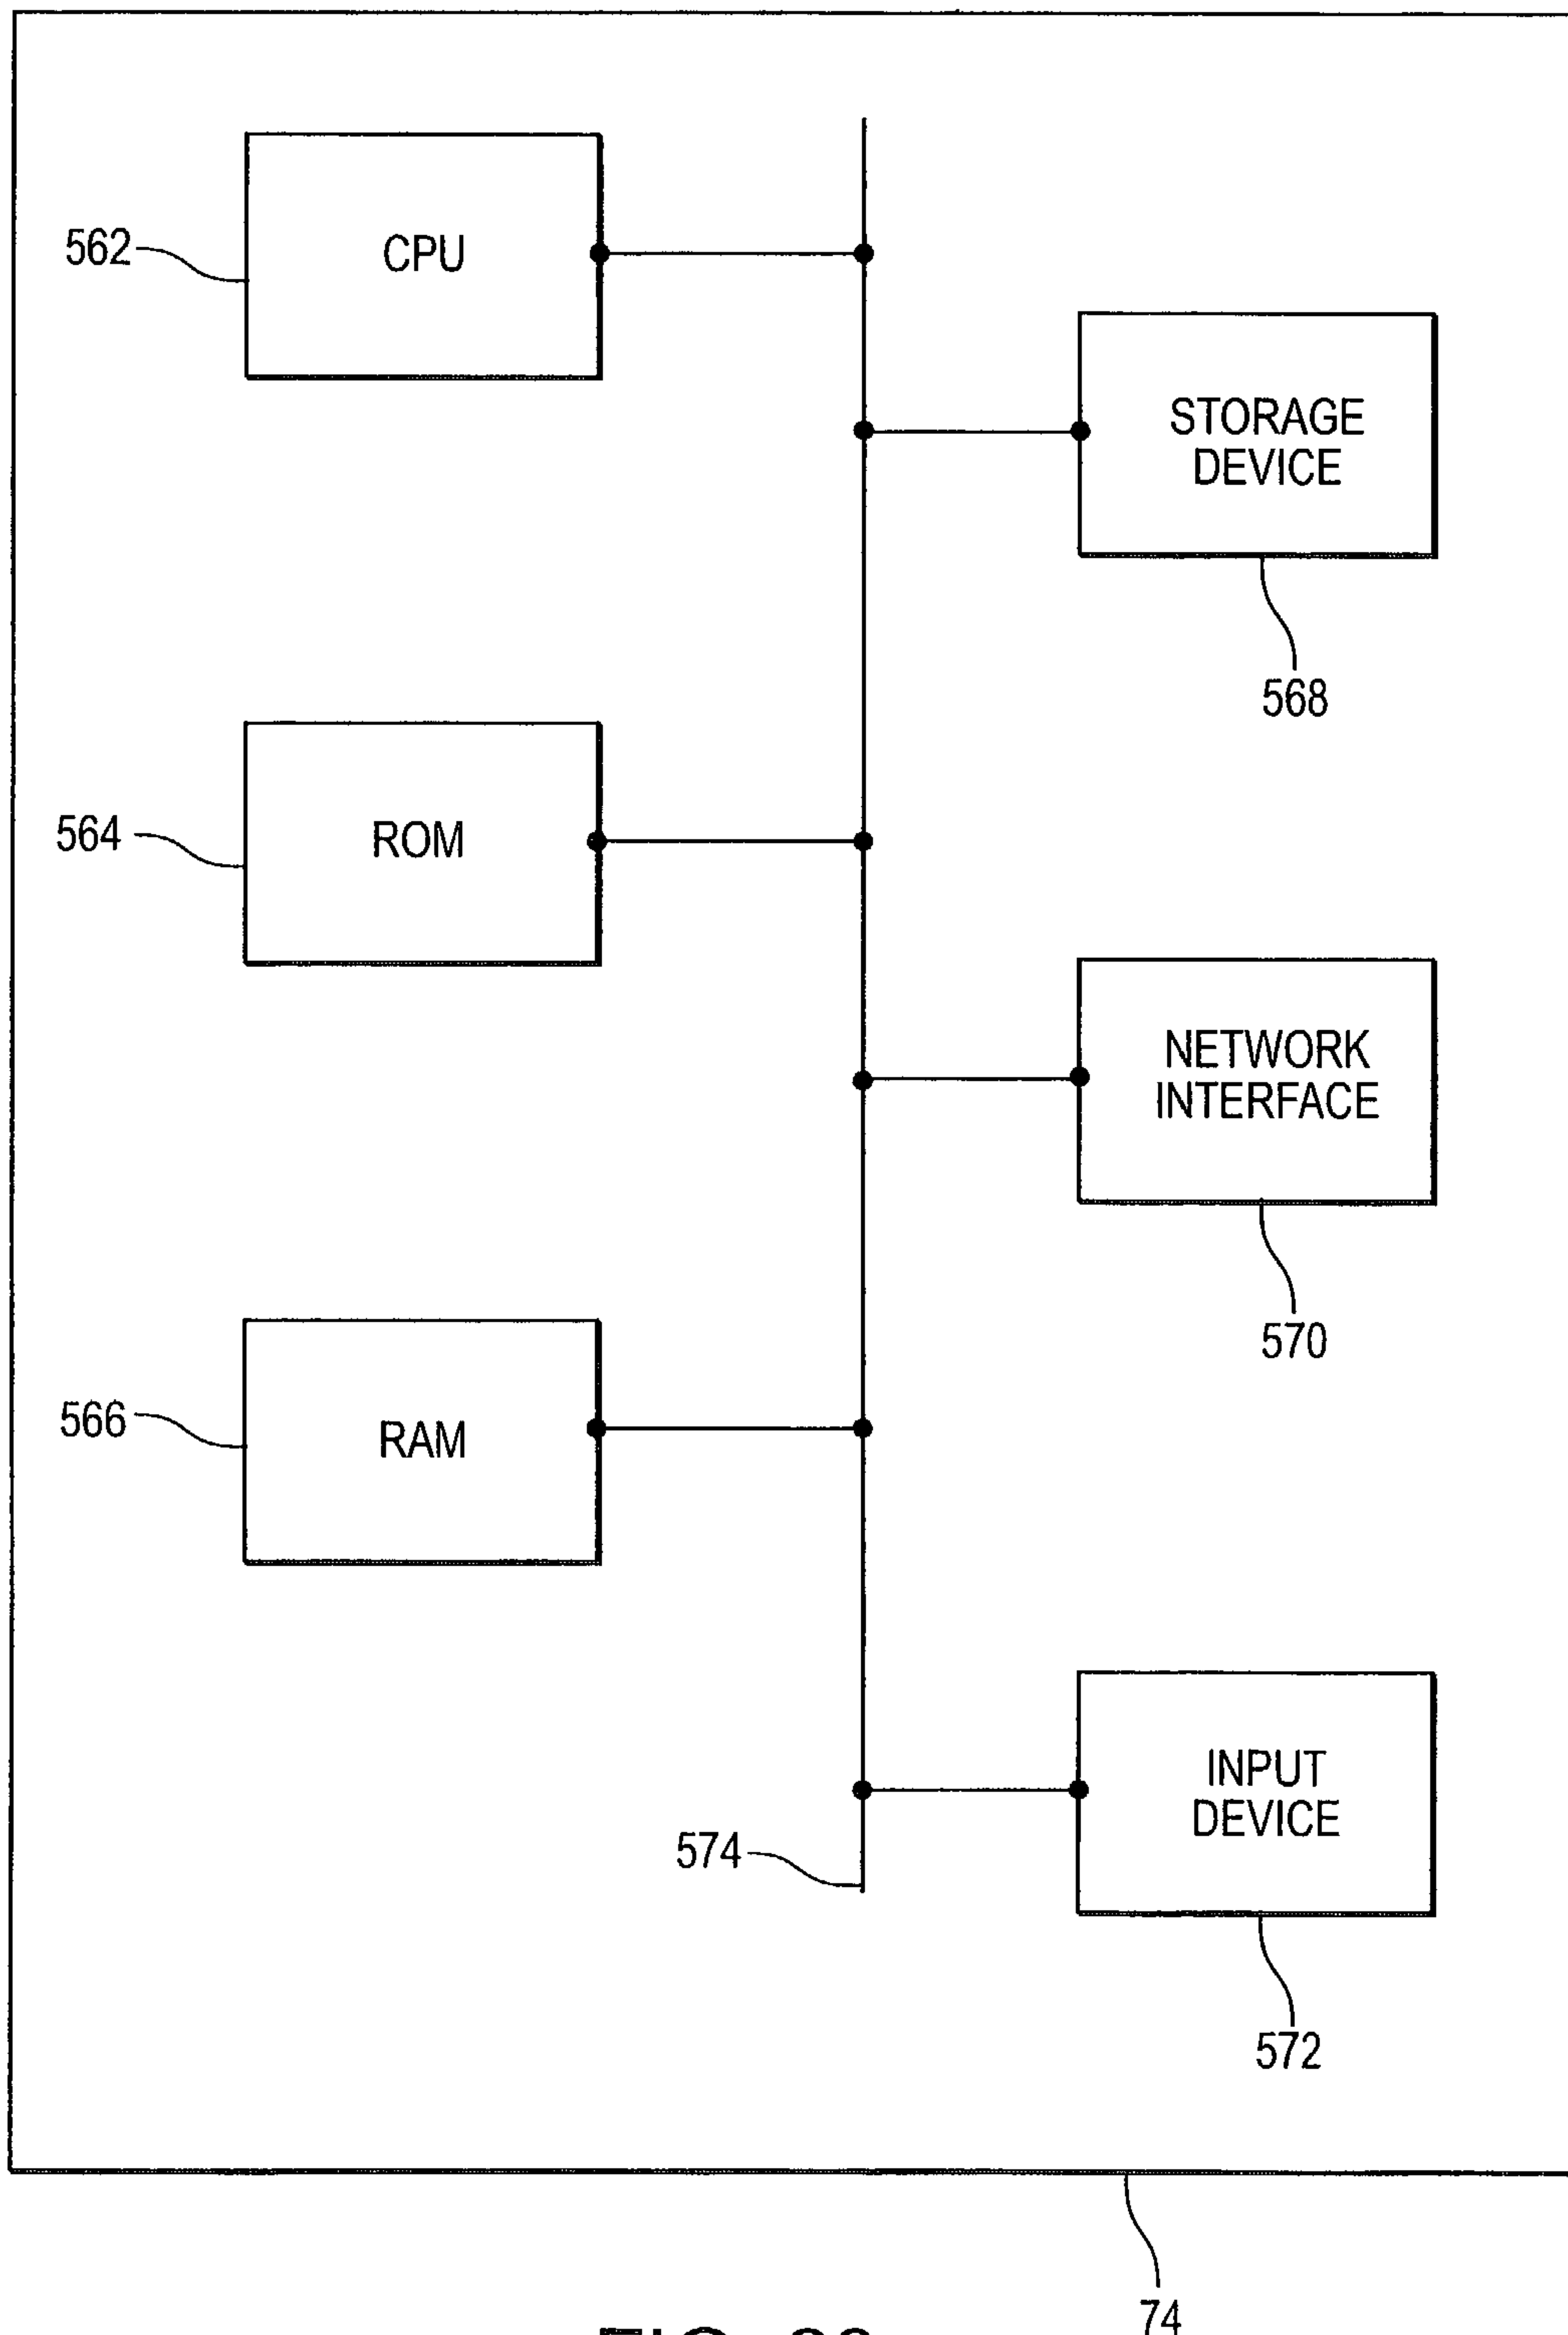 562
CPU
STORAGE
DEVICE
568
564
ROM
NETWORK
INTERFACE
570
566
RAM
INPUT
DEVICE
574
572
74